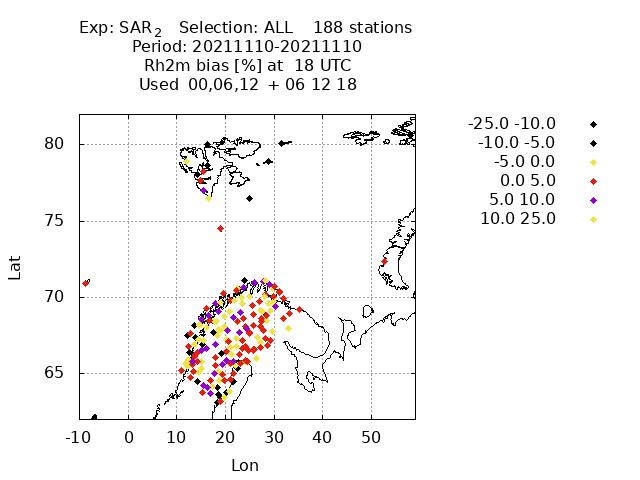 Exp: SAR2 Selection: ALL 188 stations
Period: 20211110-20211110
Rh2m bias [%] at 18 UTC
Used 00,06,12 + 06 12 18
-25.0 -10.0
-10.0 -5.0
-5.0 0.0
0.0 5.0
5.0 10.0
10.0 25.0
80
75
70
65
Lat
-10 0 10 20 30 40 50
Lon